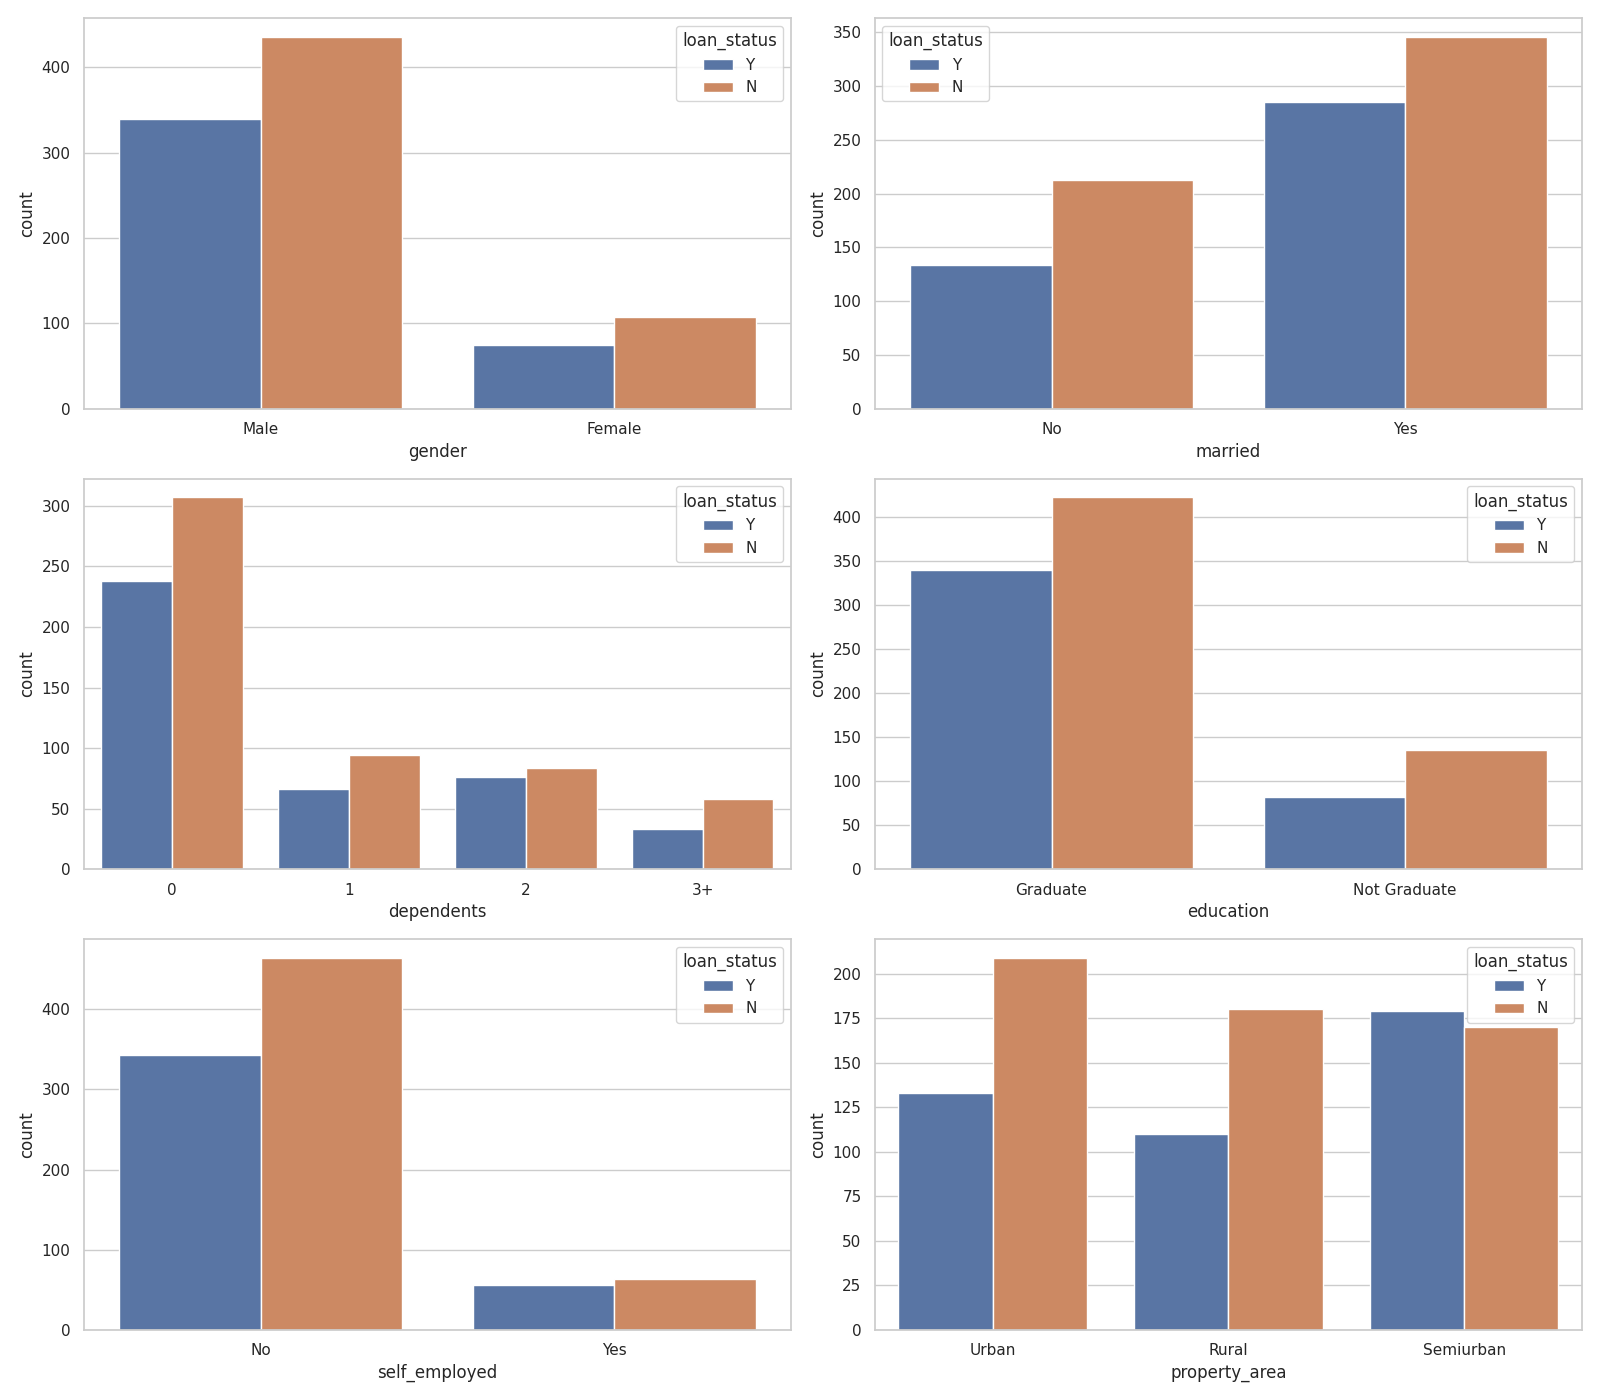 loan_status
Y
N
400
300
200
100
0
count
Male
Female
gender
loan_status
Y
N
350
300
250
200
150
100
50
0
count
No
Yes
married
loan_status
Y
N
300
250
200
150
100
50
0
count
0
1
2
3+
dependents
loan_status
Y
N
400
350
300
250
200
150
100
50
0
count
Graduate
Not Graduate
education
loan_status
Y
N
400
300
200
100
0
count
No
Yes
self_employed
loan_status
Y
N
200
175
150
125
100
75
50
25
0
count
Urban
Rural
Semiurban
property_area